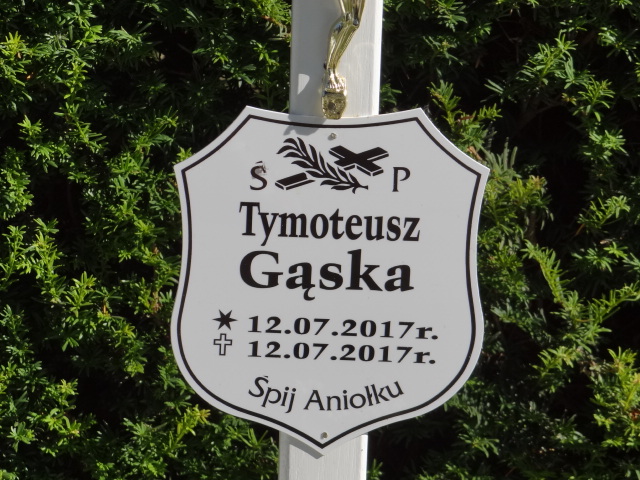 Ś P
Tymoteusz
Gąska
12.07.2017r.
12.07.2017r.
Śpij Aniołku